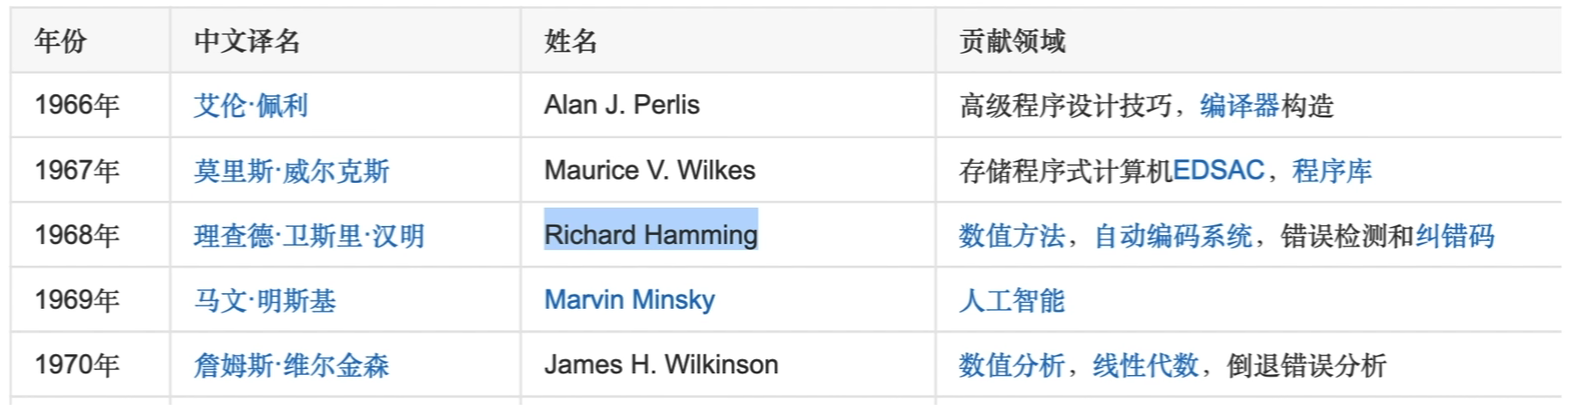 年份 中文译名 姓名 贡献领域
1966年 艾伦·佩利 Alan J. Perlis 高级程序设计技巧，编译器构造
1967年 莫里斯·威尔克斯 Maurice V. Wilkes 存储程序式计算机EDSAC，程序库
1968年 理查德·卫斯里·汉明 Richard Hamming 数值方法，自动编码系统，错误检测和纠错码
1969年 马文·明斯基 Marvin Minsky 人工智能
1970年 詹姆斯·维尔金森 James H. Wilkinson 数值分析，线性代数，倒退错误分析